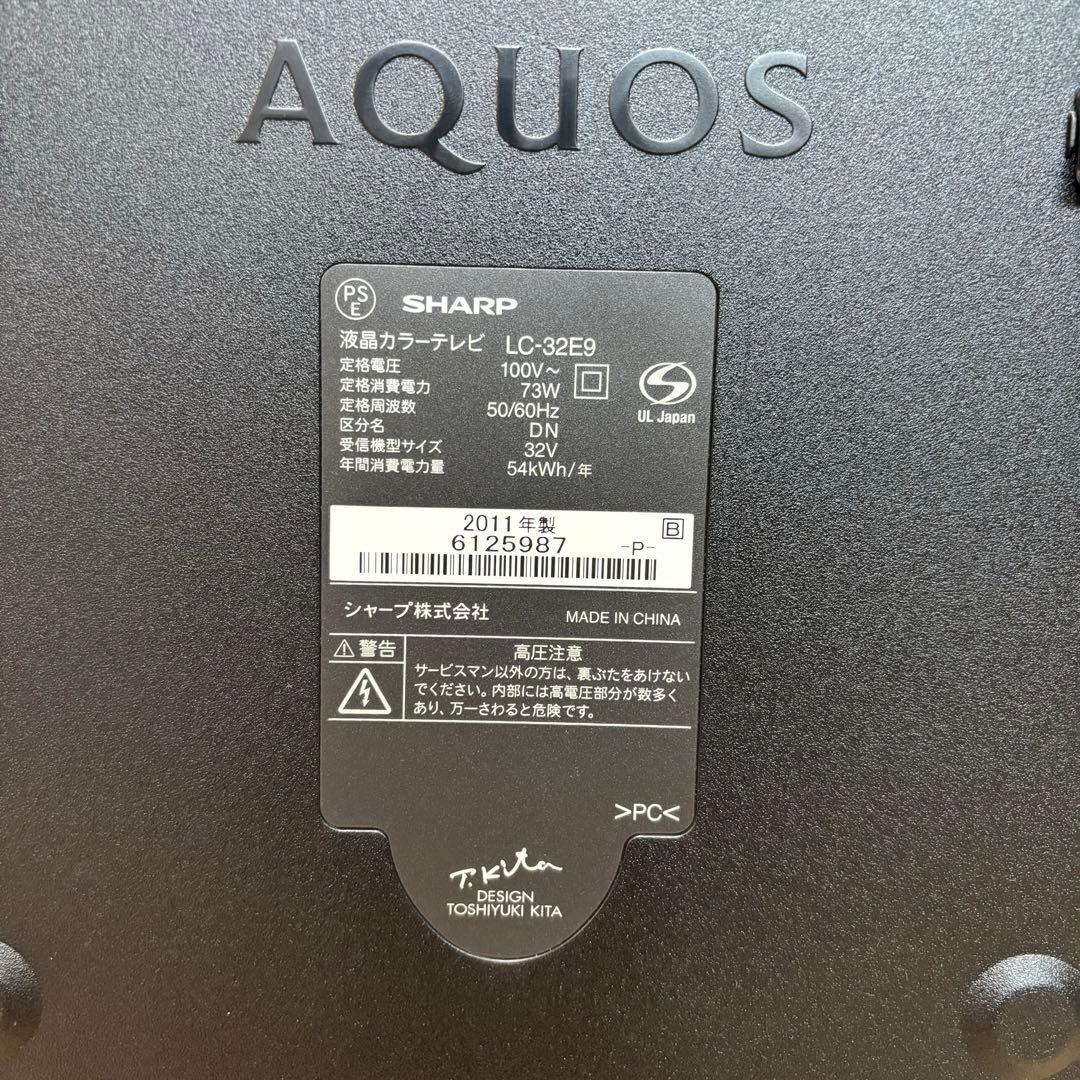 AQUOS
PS
E
SHARP
液晶カラーテレビ LC-32E9
定格電圧 100V～
定格消費電力 73W
定格周波数 50/60Hz
区分名 DN
受信機型サイズ 32V
年間消費電力量 54kWh/年
S
UL Japan
2011年製
B
6125987 -P-
シャープ株式会社 MADE IN CHINA
⚠警告
高圧注意
サービスマン以外の方は、裏ぶたをあけない
でください。内部には高電圧部分が数多く
あり、万一さわると危険です。
>PC<
T.Kita
DESIGN
TOSHIYUKI KITA